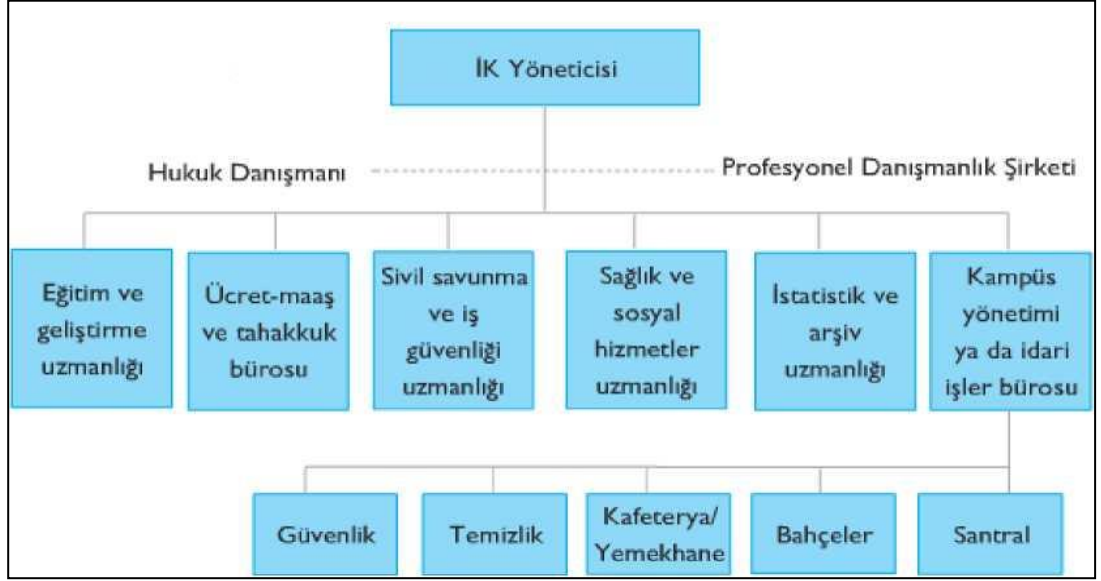 İK Yöneticisi
Hukuk Danışmanı
Profesyonel Danışmanlık Şirketi
Eğitim ve
geliştirme
uzmanlığı
Ücret-maaş
ve tahakkuk
bürosu
Sivil savunma
ve iş
güvenliği
uzmanlığı
Sağlık ve
sosyal
hizmetler
uzmanlığı
İstatistik ve
arşiv
uzmanlığı
Kampüs
yönetimi
ya da idari
işler bürosu
Güvenlik
Temizlik
Kafeterya/
Yemekhane
Bahçeler
Santral